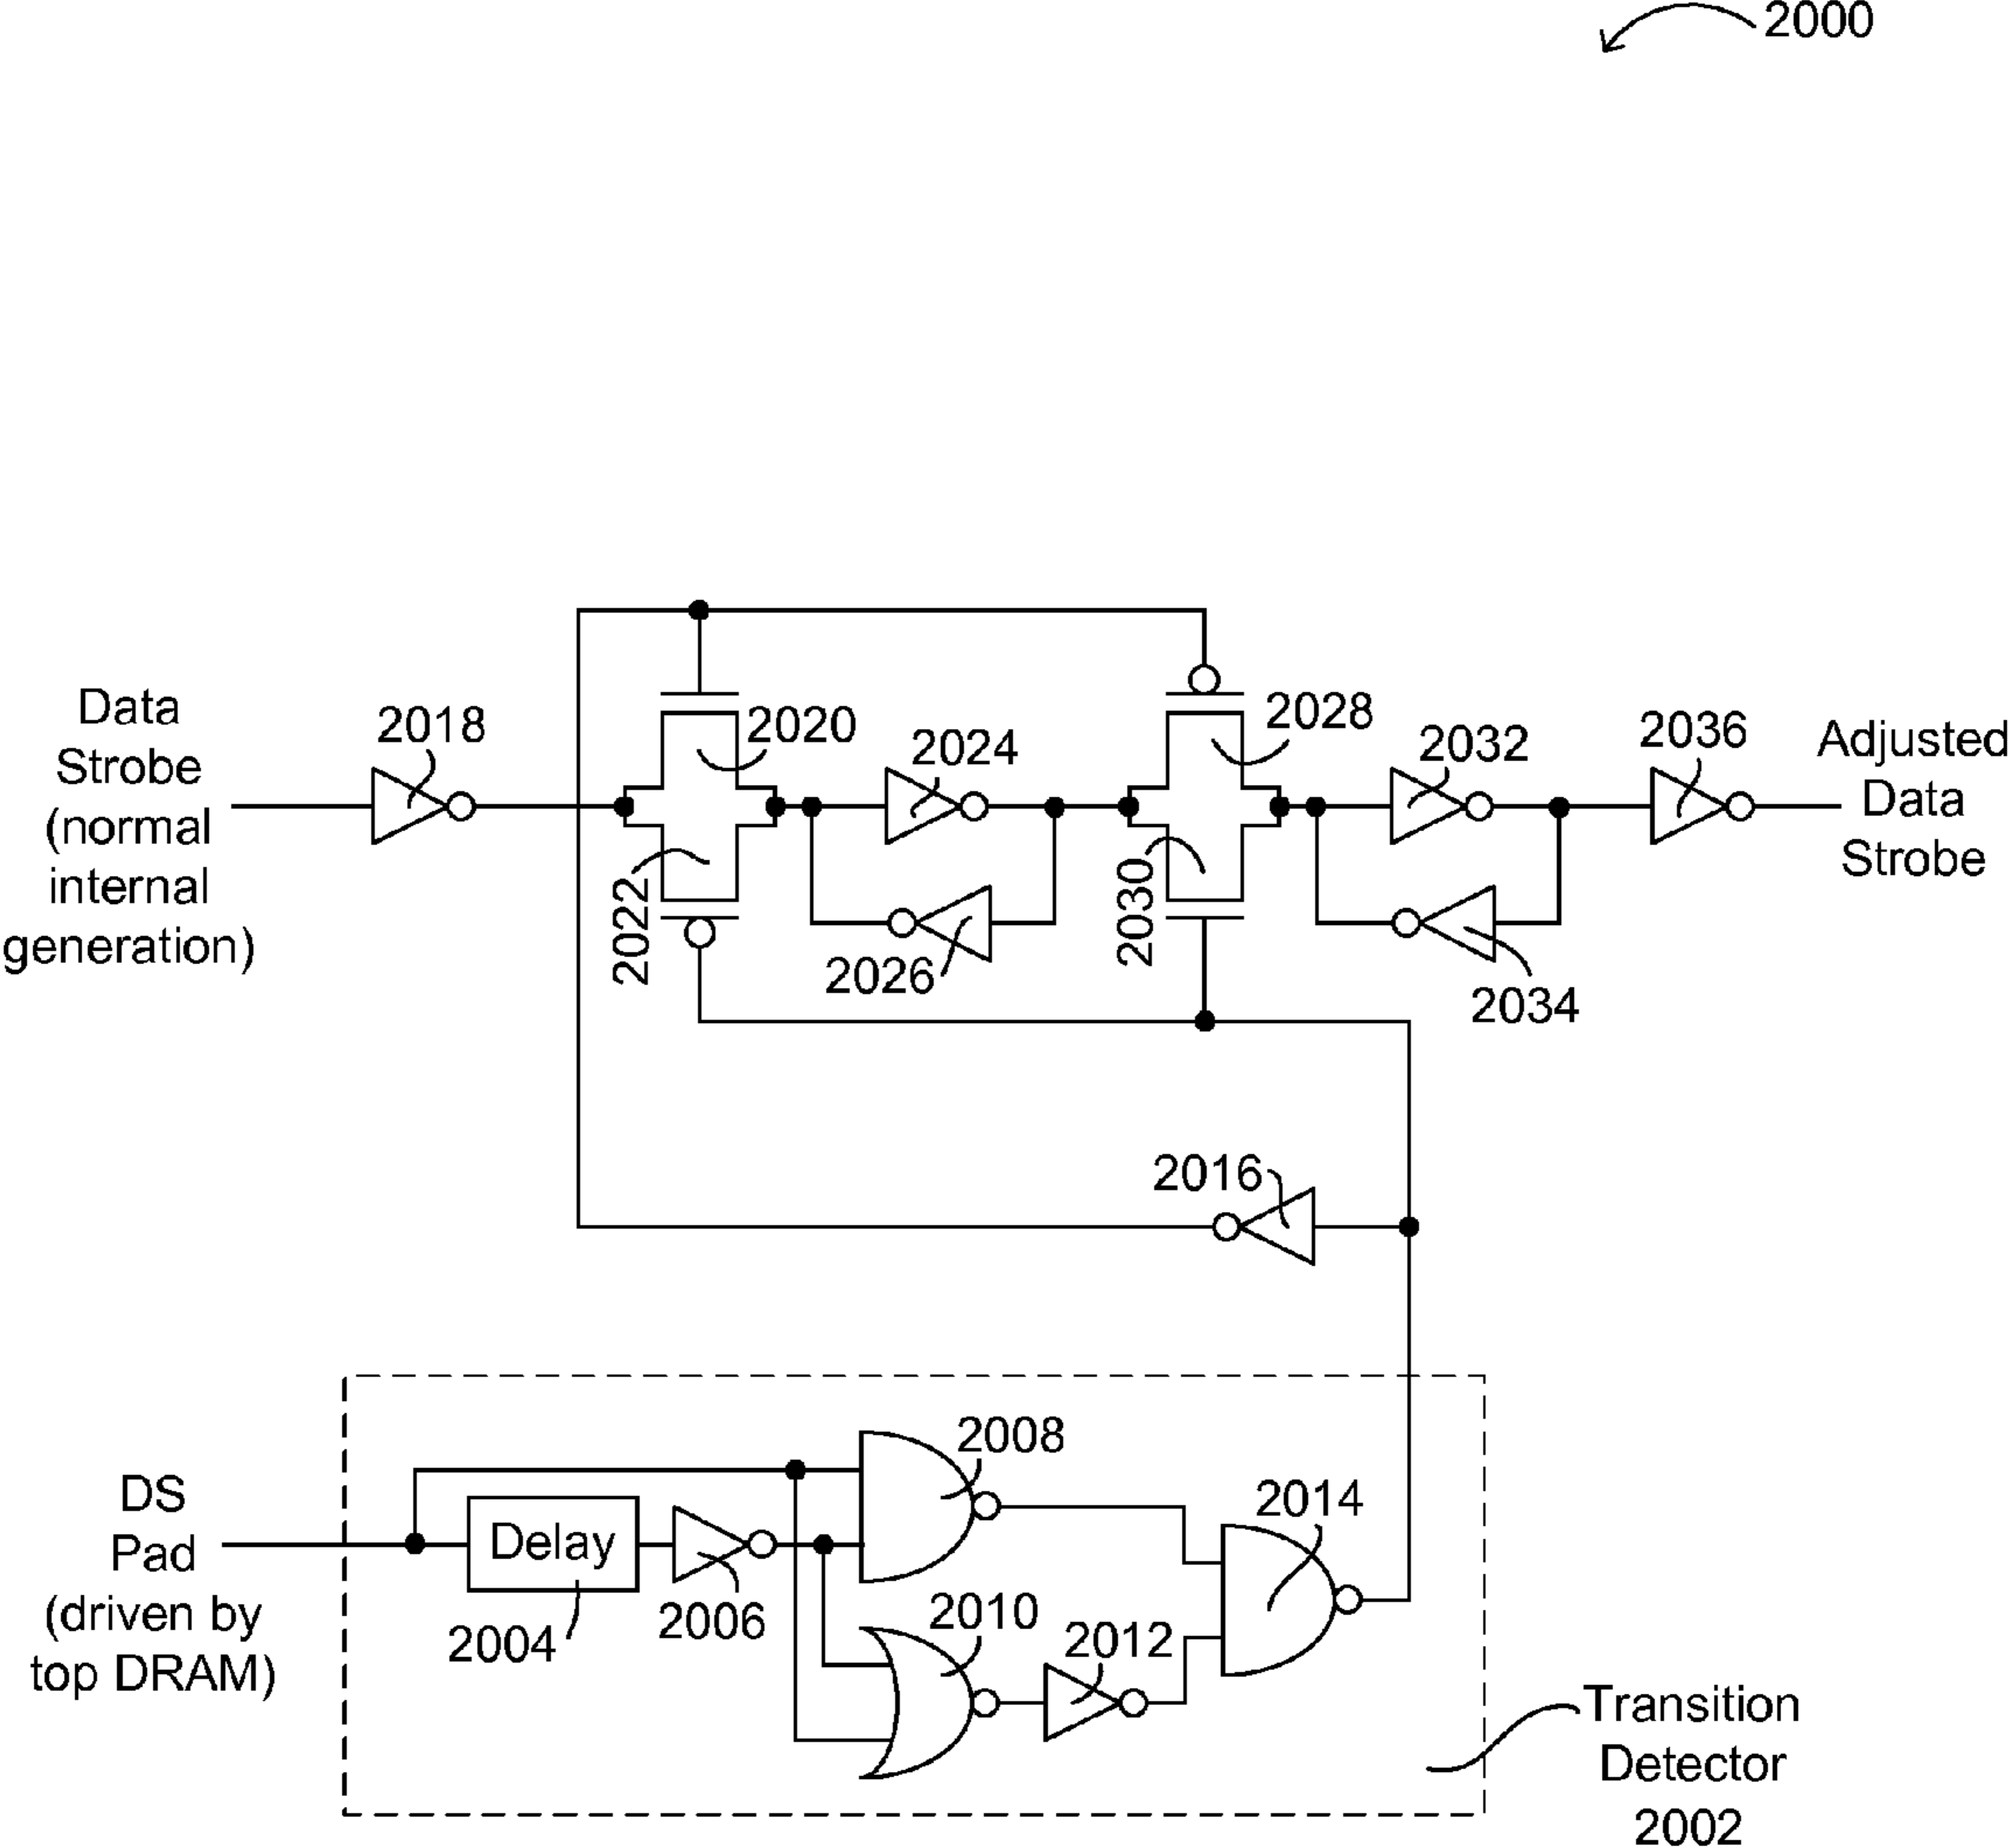 2000
Data
Strobe
(normal
internal
generation)
2018
2020
2022
2024
2026
2028
2030
2032
2034
2036
Adjusted
Data
Strobe
2016
DS
Pad
(driven by
top DRAM)
Delay
2004
2006
2008
2010
2012
2014
Transition
Detector
2002